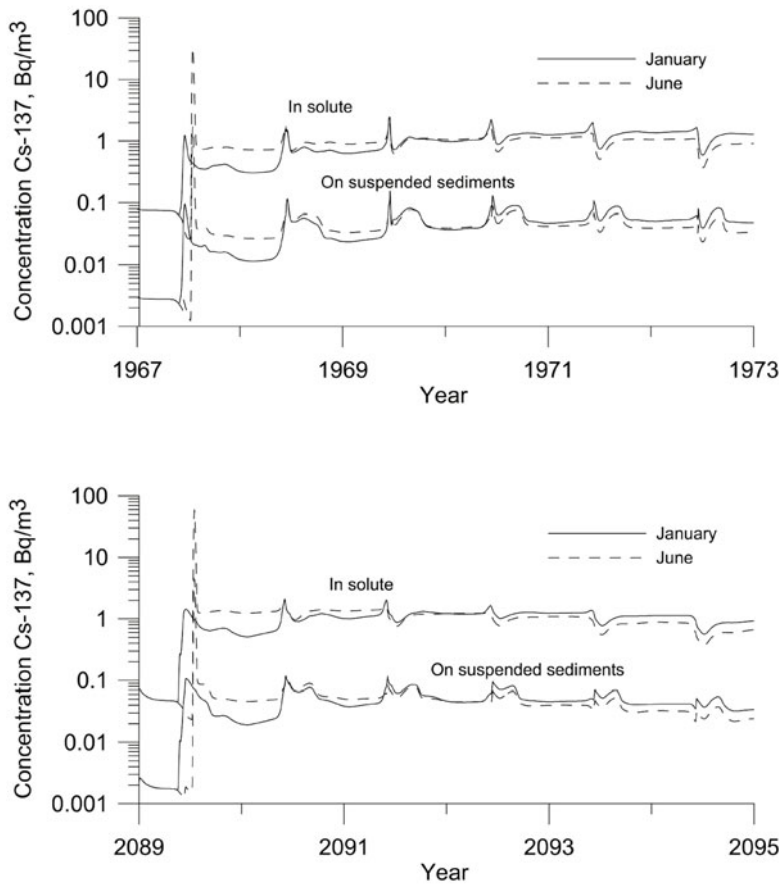 Concentration Cs-137, Bq/m3
100
10
1
0.1
0.01
0.001
January
June
In solute
On suspended sediments
1967
1969
1971
1973
Year
Concentration Cs-137, Bq/m3
100
10
1
0.1
0.01
0.001
January
June
In solute
On suspended sediments
2089
2091
2093
2095
Year